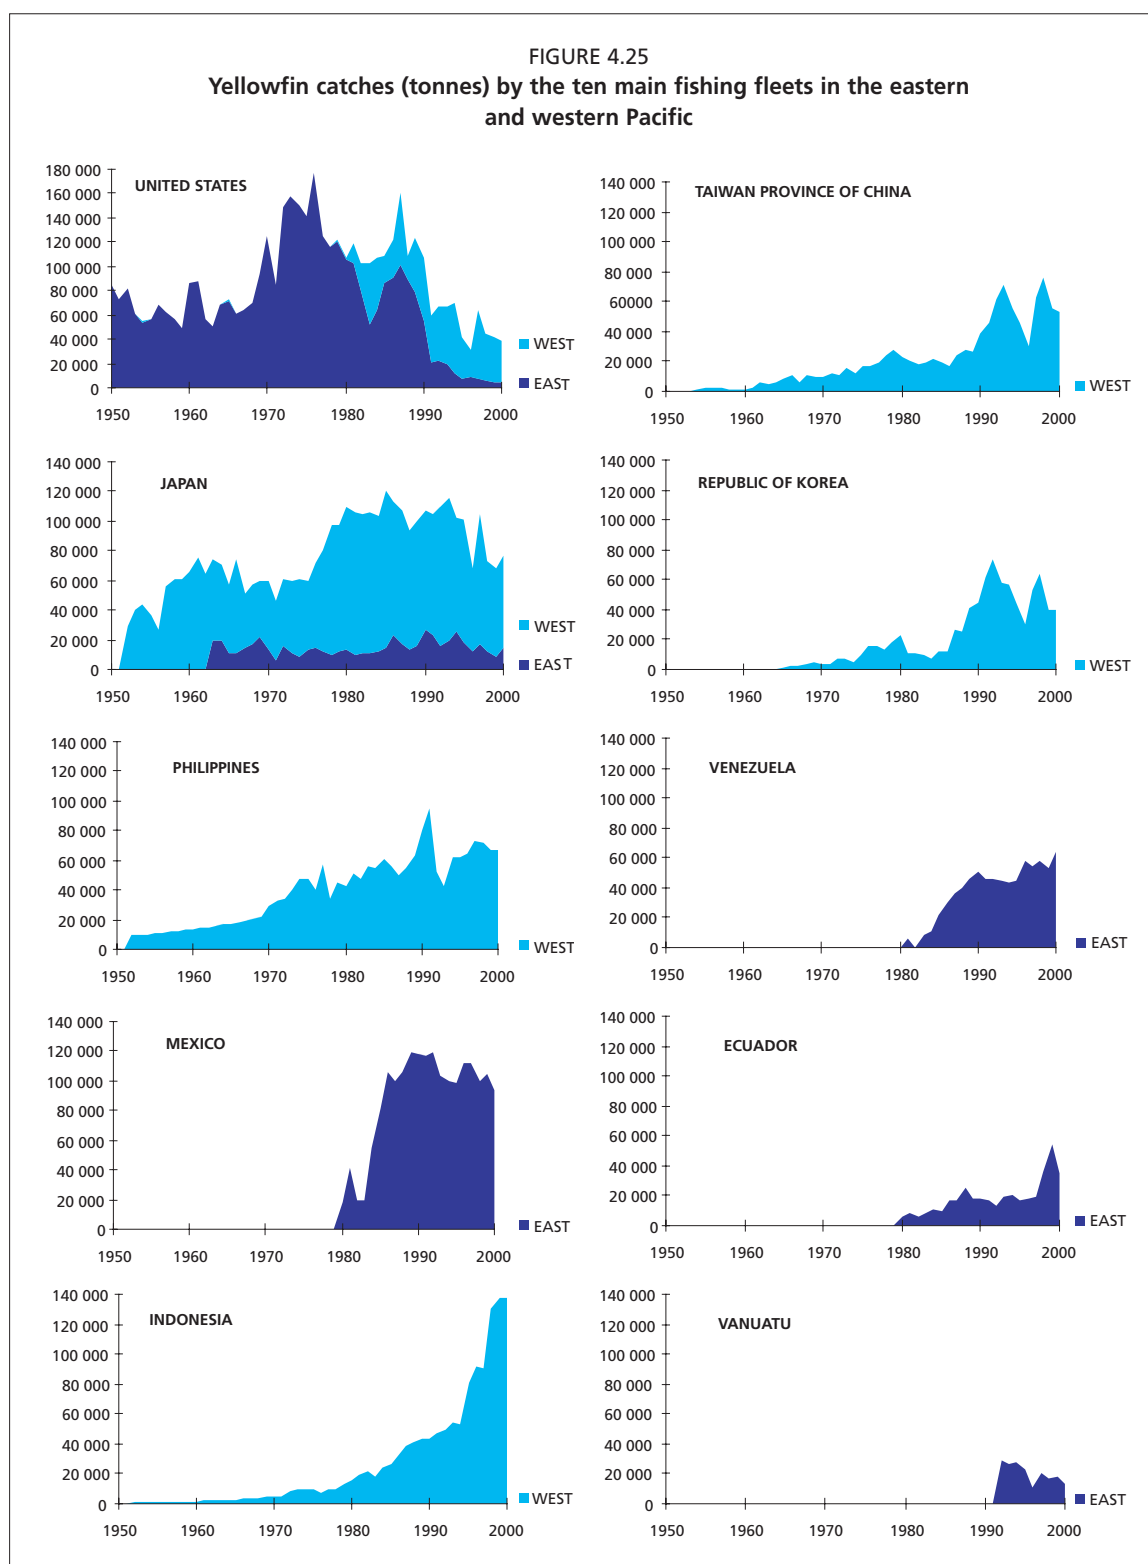 FIGURE 4.25
Yellowfin catches (tonnes) by the ten main fishing fleets in the eastern
and western Pacific
UNITED STATES
180 000
160 000
140 000
120 000
100 000
80 000
60 000
40 000
20 000
0
1950 1960 1970 1980 1990 2000
WEST
EAST
TAIWAN PROVINCE OF CHINA
140 000
120 000
100 000
80 000
60000
40 000
20 000
0
1950 1960 1970 1980 1990 2000
WEST
JAPAN
140 000
120 000
100 000
80 000
60 000
40 000
20 000
0
1950 1960 1970 1980 1990 2000
WEST
EAST
REPUBLIC OF KOREA
140 000
120 000
100 000
80 000
60 000
40 000
20 000
0
1950 1960 1970 1980 1990 2000
WEST
PHILIPPINES
140 000
120 000
100 000
80 000
60 000
40 000
20 000
0
1950 1960 1970 1980 1990 2000
WEST
VENEZUELA
140 000
120 000
100 000
80 000
60 000
40 000
20 000
0
1950 1960 1970 1980 1990 2000
EAST
MEXICO
140 000
120 000
100 000
80 000
60 000
40 000
20 000
0
1950 1960 1970 1980 1990 2000
EAST
ECUADOR
140 000
120 000
100 000
80 000
60 000
40 000
20 000
0
1950 1960 1970 1980 1990 2000
EAST
INDONESIA
140 000
120 000
100 000
80 000
60 000
40 000
20 000
0
1950 1960 1970 1980 1990 2000
WEST
VANUATU
140 000
120 000
100 000
80 000
60 000
40 000
20 000
0
1950 1960 1970 1980 1990 2000
EAST